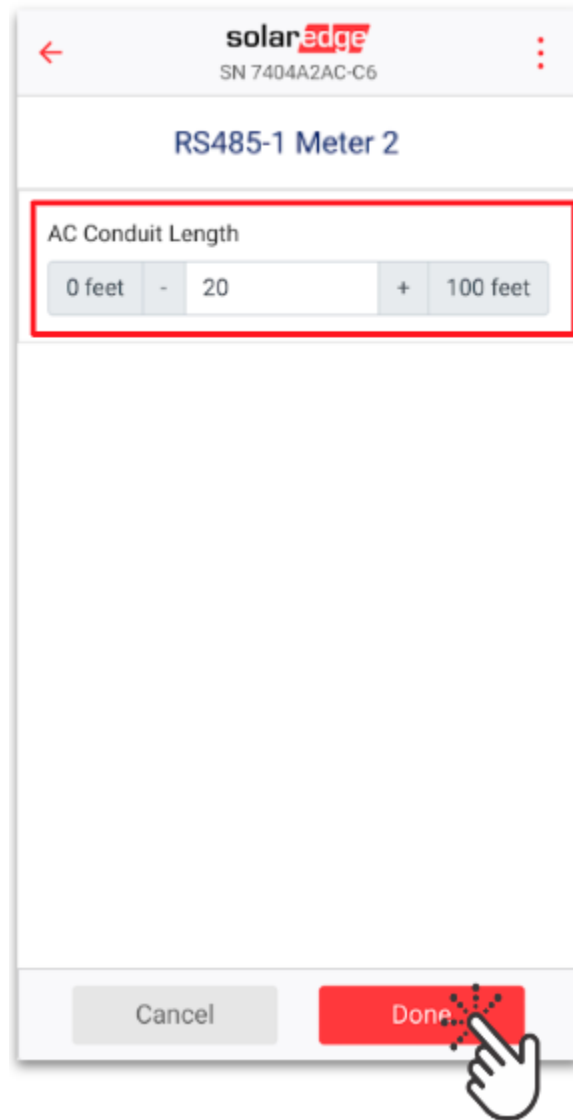 solaredge
SN 7404A2AC-C6
RS485-1 Meter 2
AC Conduit Length
0 feet - 20 + 100 feet
Cancel Done